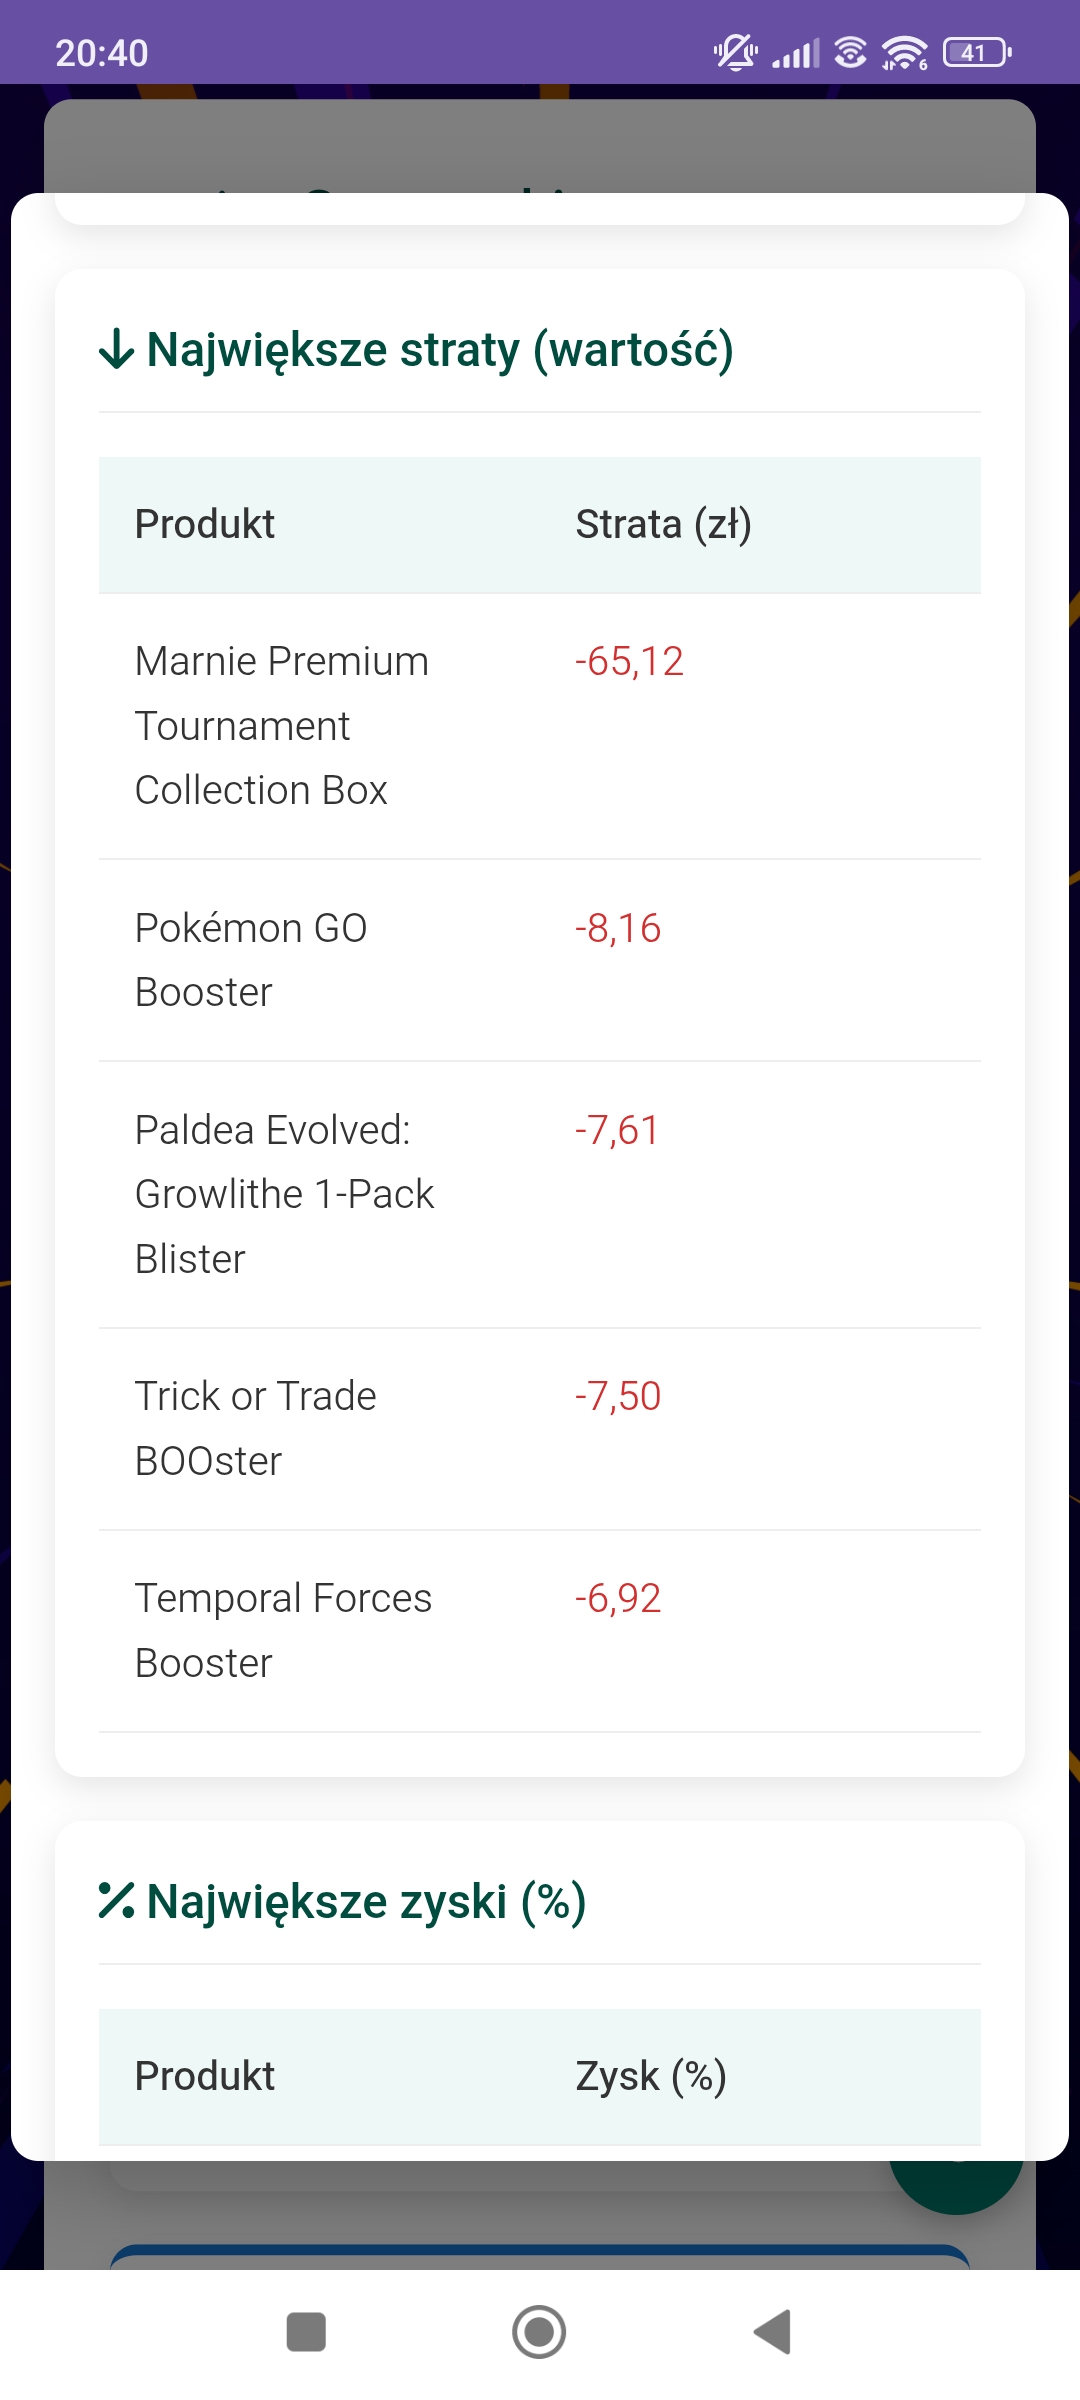 20:40
6
41
Największe straty (wartość)
Produkt
Strata (zł)
Marnie Premium
Tournament
Collection Box
-65,12
Pokémon GO
Booster
-8,16
Paldea Evolved:
Growlithe 1-Pack
Blister
-7,61
Trick or Trade
BOOster
-7,50
Temporal Forces
Booster
-6,92
Największe zyski (%)
Produkt
Zysk (%)